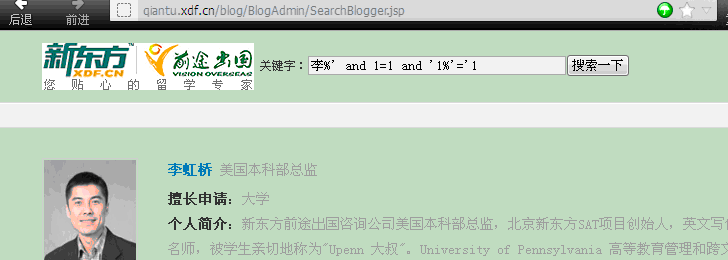 后退 前进 qiantu.xdf.cn/blog/BlogAdmin/SearchBlogger.jsp
新东方 XDF.CN 前途出国 VISION OVERSEAS
您贴心的留学专家
关键字：李%' and 1=1 and '1%'='1 搜索一下
李虹桥 美国本科部总监
擅长申请：大学
个人简介：新东方前途出国咨询公司美国本科部总监，北京新东方SAT项目创始人，英文写
名师，被学生亲切地称为"Upenn 大叔"。University of Pennsylvania 高等教育管理和跨